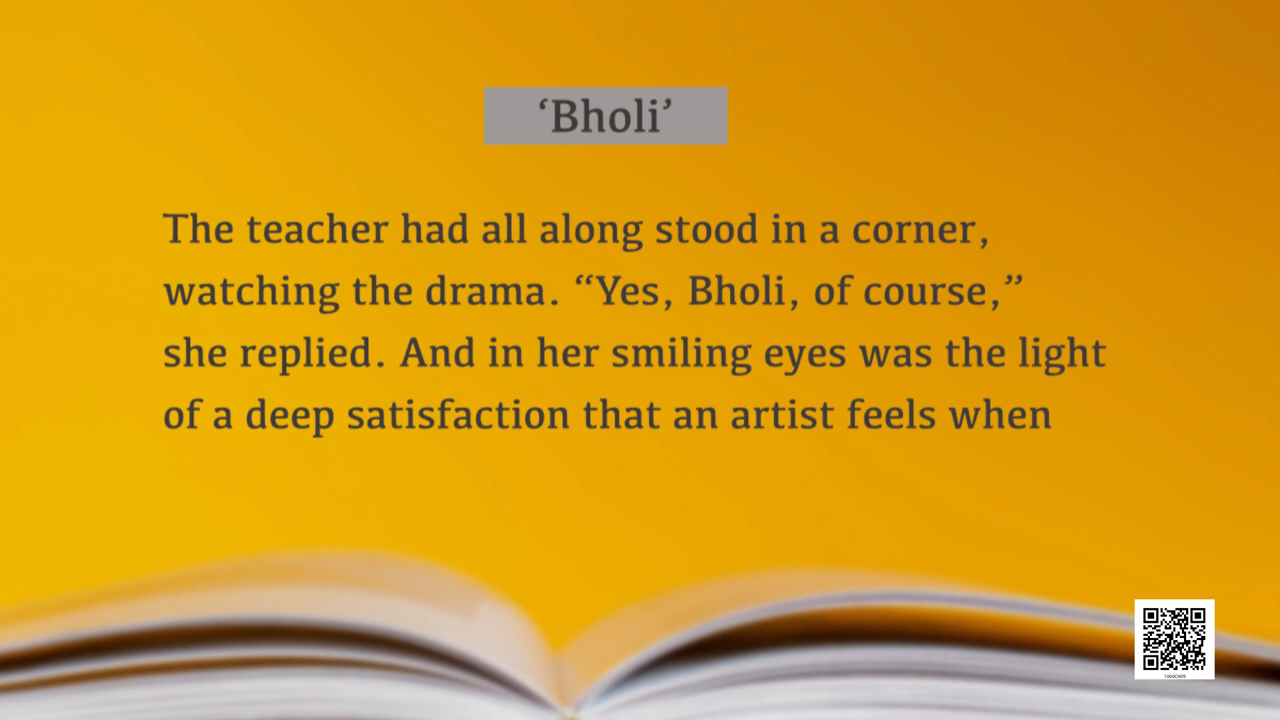 ‘Bholi’
The teacher had all along stood in a corner,
watching the drama. “Yes, Bholi, of course,”
she replied. And in her smiling eyes was the light
of a deep satisfaction that an artist feels when